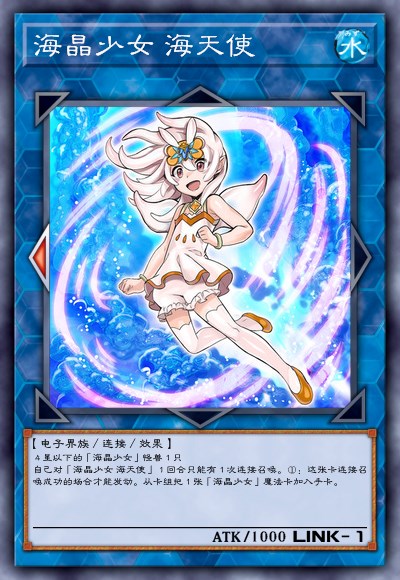 海晶少女 海天使
水
【电子界族／连接／效果】
４星以下的「海晶少女」怪兽１只
自己对「海晶少女 海天使」１回合只能有１次连接召唤。①：这张卡连接召
唤成功的场合才能发动。从卡组把１张「海晶少女」魔法卡加入手卡。
ATK/1000 LINK-1